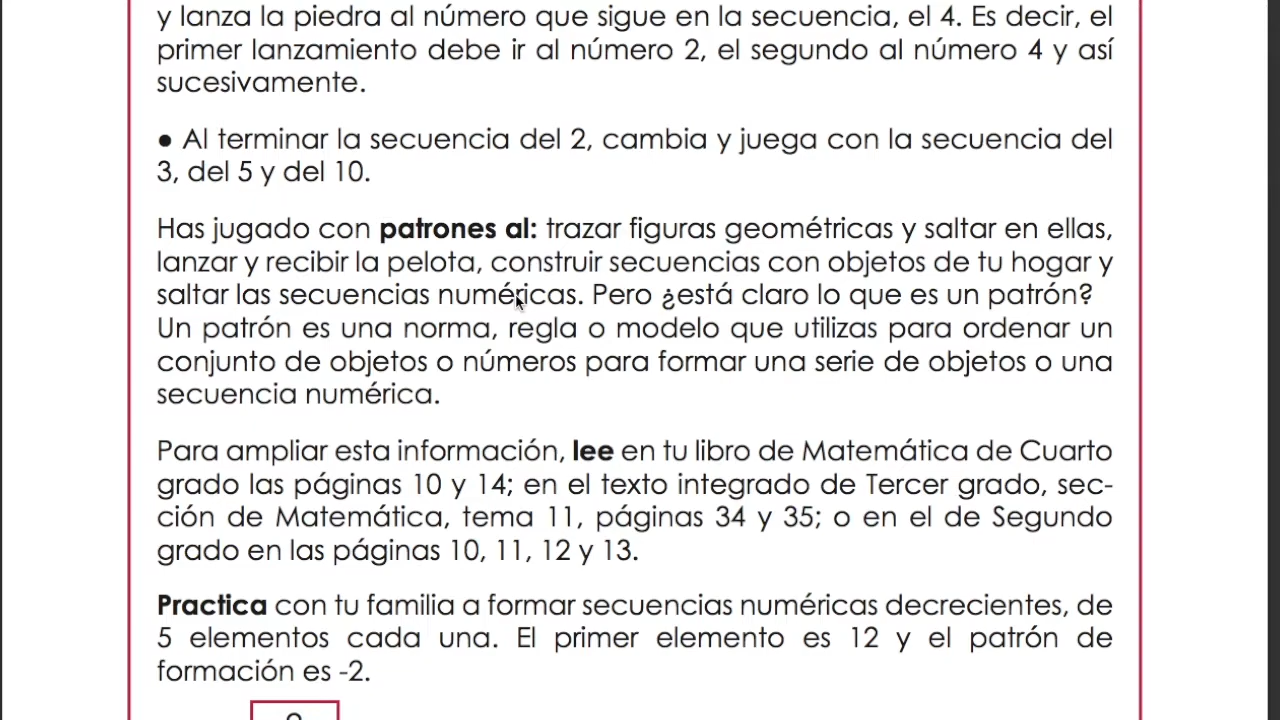 y lanza la piedra al número que sigue en la secuencia, el 4. Es decir, el
primer lanzamiento debe ir al número 2, el segundo al número 4 y así
sucesivamente.
● Al terminar la secuencia del 2, cambia y juega con la secuencia del
3, del 5 y del 10.
Has jugado con patrones al: trazar figuras geométricas y saltar en ellas,
lanzar y recibir la pelota, construir secuencias con objetos de tu hogar y
saltar las secuencias numéricas. Pero ¿está claro lo que es un patrón?
Un patrón es una norma, regla o modelo que utilizas para ordenar un
conjunto de objetos o números para formar una serie de objetos o una
secuencia numérica.
Para ampliar esta información, lee en tu libro de Matemática de Cuarto
grado las páginas 10 y 14; en el texto integrado de Tercer grado, sec-
ción de Matemática, tema 11, páginas 34 y 35; o en el de Segundo
grado en las páginas 10, 11, 12 y 13.
Practica con tu familia a formar secuencias numéricas decrecientes, de
5 elementos cada una. El primer elemento es 12 y el patrón de
formación es -2.